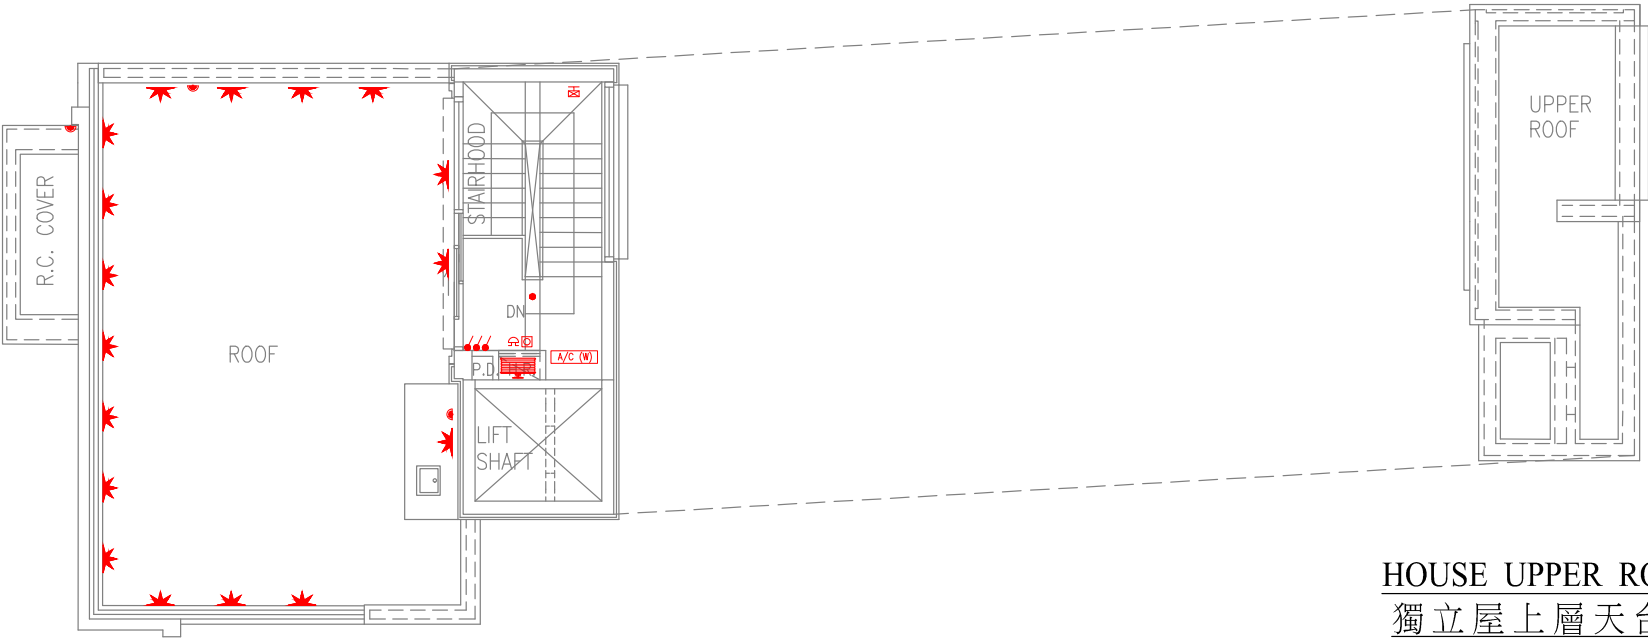 UPPER
ROOF
STAIRHOOD
R.C. COVER
DN
ROOF
A/C (W)
P.D.
LIFT
SHAFT
HOUSE UPPER RO
獨立屋上層天台